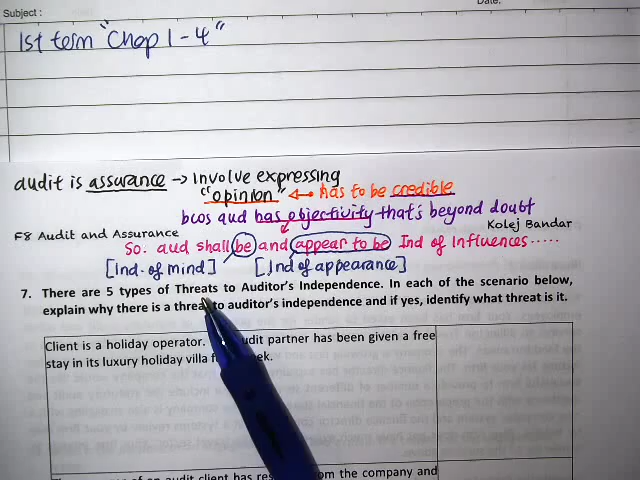 Subject :
Date:
1st term "Chap 1 - 4"
audit is assurance → Involve expressing
"opinion" ↔ has to be credible
bcos aud has objectivity that's beyond doubt
F8 Audit and Assurance
Kolej Bandar
So. aud shall be and appear to be Ind of Influences .....
[Ind. of mind] [Ind of appearance]
7. There are 5 types of Threats to Auditor's Independence. In each of the scenario below,
explain why there is a threat to auditor's independence and if yes, identify what threat is it.
Client is a holiday operator. audit partner has been given a free
stay in its luxury holiday villa
of an audit client has from the company and